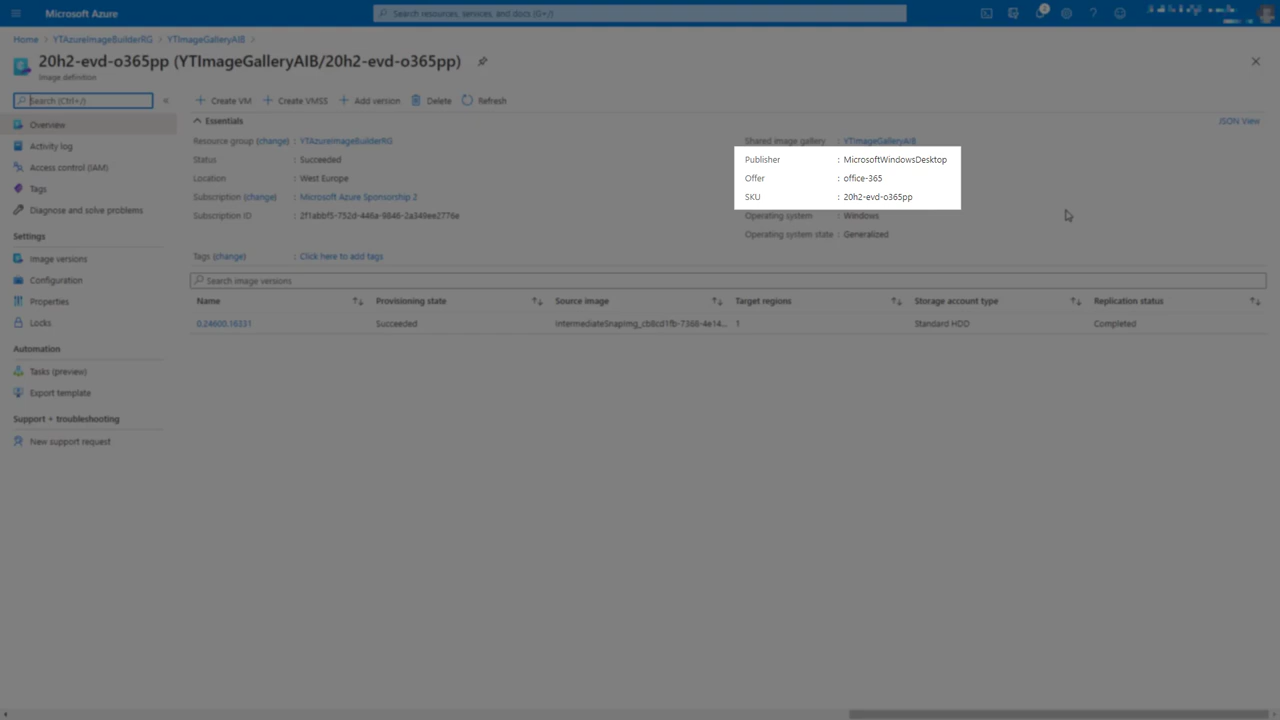 Microsoft Azure
Search resources, services, and docs (G+/)
Home > YTAzureImageBuilderRG > YTImageGalleryAIB >
20h2-evd-o365pp (YTImageGalleryAIB/20h2-evd-o365pp)
Image definition
Search (Ctrl+/)
Create VM
Create VMSS
Add version
Delete
Refresh
Overview
Activity log
Access control (IAM)
Tags
Diagnose and solve problems
Settings
Image versions
Configuration
Properties
Locks
Automation
Tasks (preview)
Export template
Support + troubleshooting
New support request
Essentials
JSON View
Resource group (change) : YTAzureImageBuilderRG
Status : Succeeded
Location : West Europe
Subscription (change) : Microsoft Azure Sponsorship 2
Subscription ID : 2f1abbf5-752d-446a-9846-2a349ee2776e
Shared image gallery : YTImageGalleryAIB
Publisher : MicrosoftWindowsDesktop
Offer : office-365
SKU : 20h2-evd-o365pp
Operating system : Windows
Operating system state : Generalized
Tags (change) : Click here to add tags
Search image versions
Name Provisioning state Source image Target regions Storage account type Replication status
0.24600.16331 Succeeded IntermediateSnapImg_cb8cd1fb-7368-4e14... 1 Standard HDD Completed